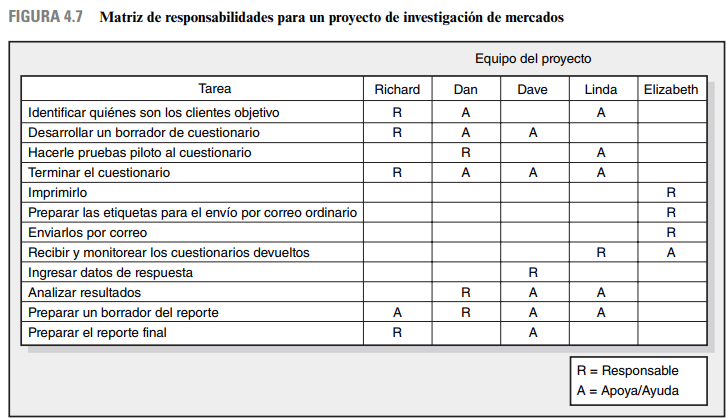 FIGURA 4.7 Matriz de responsabilidades para un proyecto de investigación de mercados
Equipo del proyecto
Tarea Richard Dan Dave Linda Elizabeth
Identificar quiénes son los clientes objetivo R A A
Desarrollar un borrador de cuestionario R A A
Hacerle pruebas piloto al cuestionario R A
Terminar el cuestionario R A A A
Imprimirlo R
Preparar las etiquetas para el envío por correo ordinario R
Enviarlos por correo R
Recibir y monitorear los cuestionarios devueltos R A
Ingresar datos de respuesta R
Analizar resultados R A A
Preparar un borrador del reporte A R A A
Preparar el reporte final R A
R = Responsable
A = Apoya/Ayuda